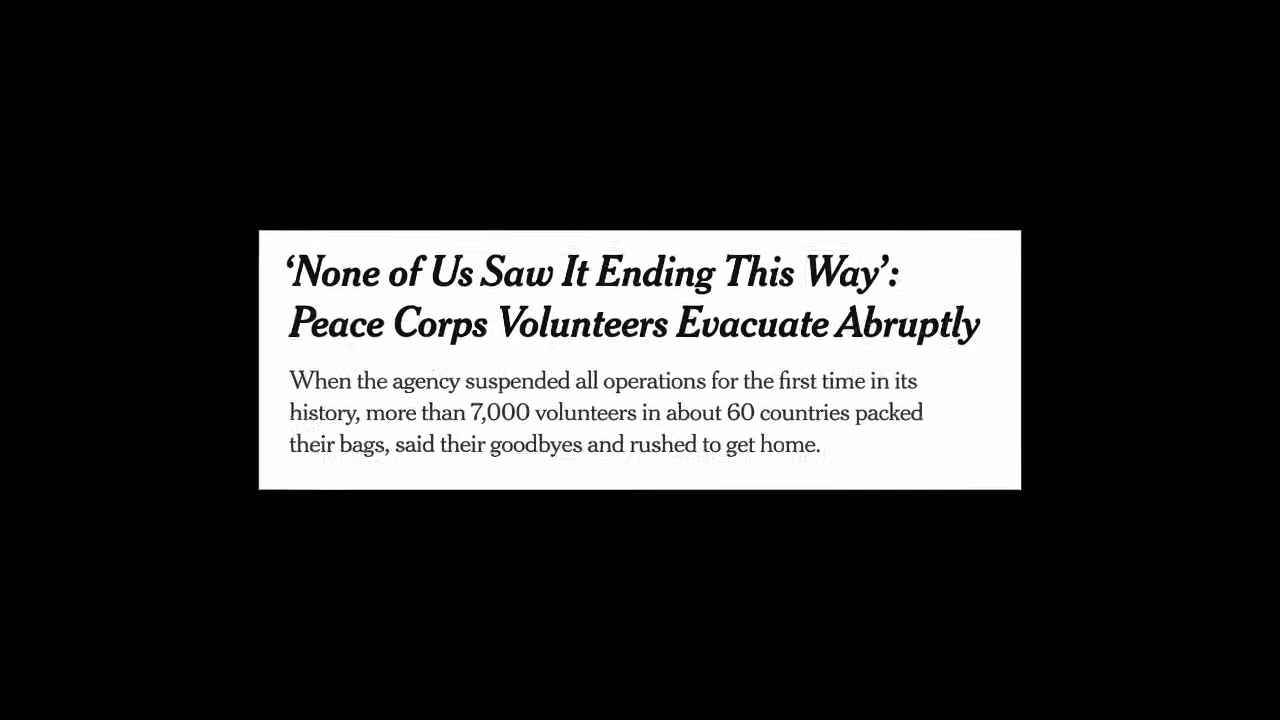 ‘None of Us Saw It Ending This Way’:
Peace Corps Volunteers Evacuate Abruptly
When the agency suspended all operations for the first time in its
history, more than 7,000 volunteers in about 60 countries packed
their bags, said their goodbyes and rushed to get home.